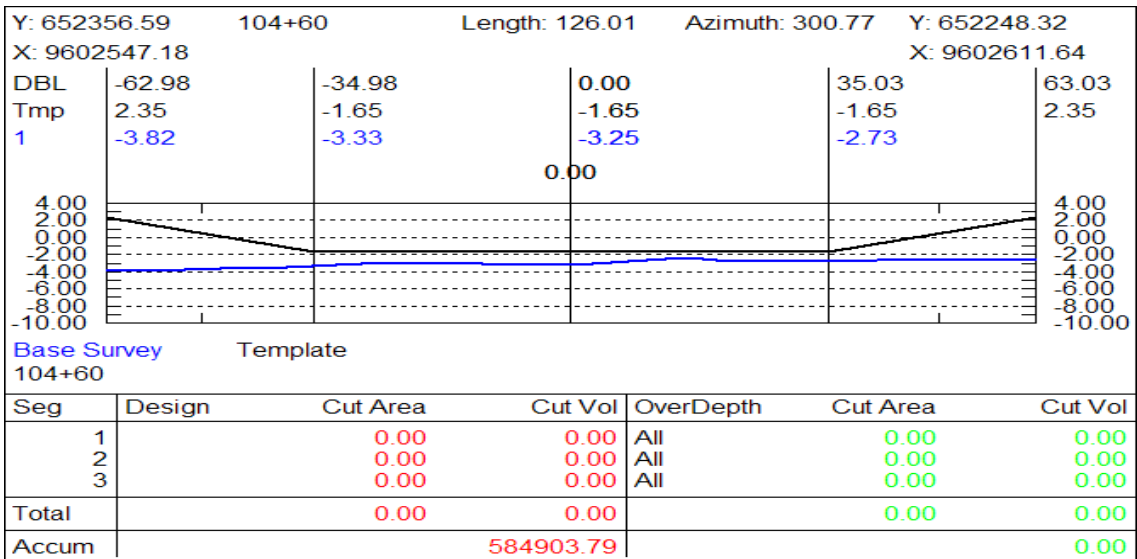 Y: 652356.59 104+60 Length: 126.01 Azimuth: 300.77 Y: 652248.32
X: 9602547.18 X: 9602611.64
DBL -62.98 -34.98 0.00 35.03 63.03
Tmp 2.35 -1.65 -1.65 -1.65 2.35
1 -3.82 -3.33 -3.25 -2.73
0.00
4.00 4.00
2.00 2.00
0.00 0.00
-2.00 -2.00
-4.00 -4.00
-6.00 -6.00
-8.00 -8.00
-10.00 -10.00
Base Survey Template
104+60
Seg Design Cut Area Cut Vol OverDepth Cut Area Cut Vol
1 0.00 0.00 All 0.00 0.00
2 0.00 0.00 All 0.00 0.00
3 0.00 0.00 All 0.00 0.00
Total 0.00 0.00 0.00 0.00
Accum 584903.79 0.00